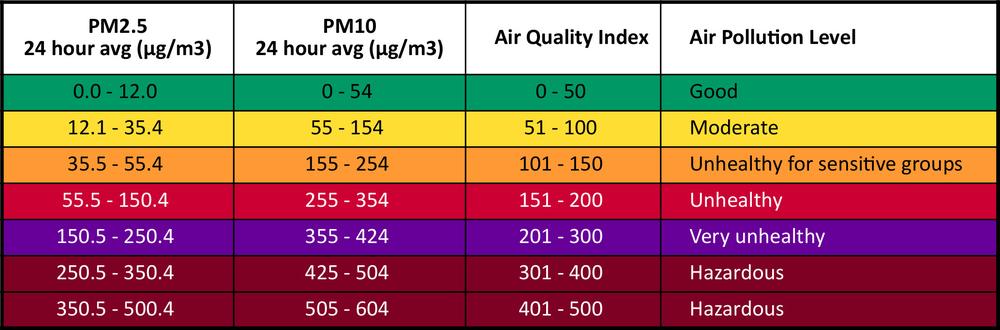 PM2.5 PM10
24 hour avg (µg/m3) 24 hour avg (µg/m3) Air Quality Index Air Pollution Level
0.0 - 12.0 0 - 54 0 - 50 Good
12.1 - 35.4 55 - 154 51 - 100 Moderate
35.5 - 55.4 155 - 254 101 - 150 Unhealthy for sensitive groups
55.5 - 150.4 255 - 354 151 - 200 Unhealthy
150.5 - 250.4 355 - 424 201 - 300 Very unhealthy
250.5 - 350.4 425 - 504 301 - 400 Hazardous
350.5 - 500.4 505 - 604 401 - 500 Hazardous